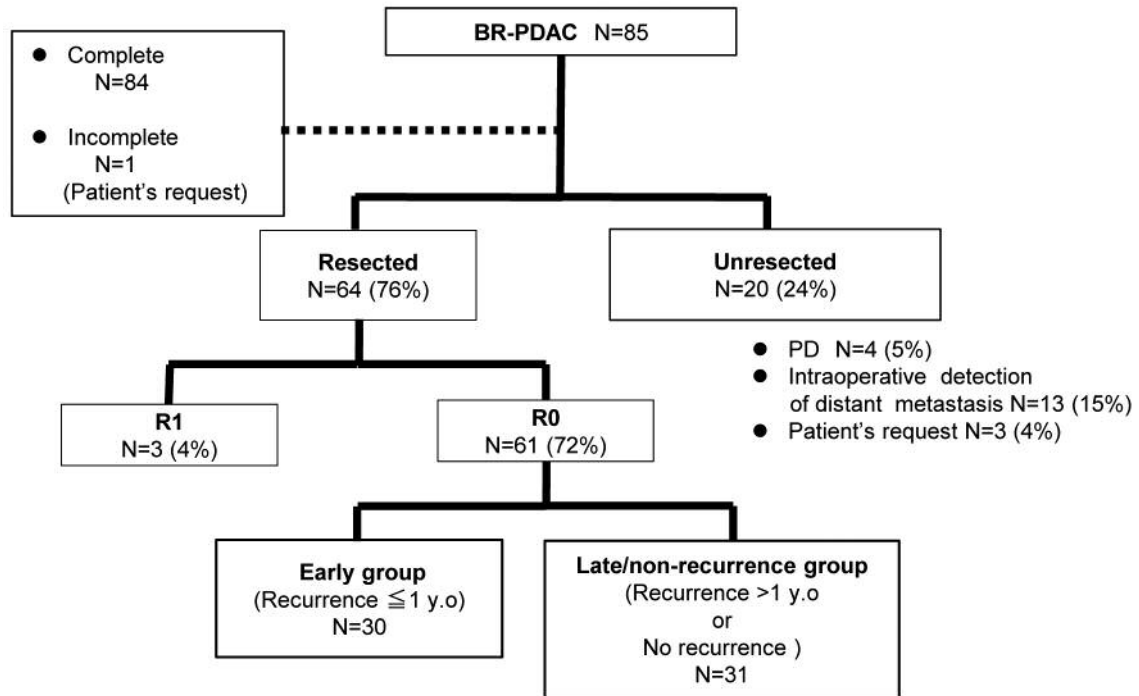 BR-PDAC N=85
● Complete
N=84
● Incomplete
N=1
(Patient's request)
Resected
N=64 (76%)
Unresected
N=20 (24%)
● PD N=4 (5%)
● Intraoperative detection
of distant metastasis N=13 (15%)
● Patient's request N=3 (4%)
R1
N=3 (4%)
R0
N=61 (72%)
Early group
(Recurrence ≦1 y.o)
N=30
Late/non-recurrence group
(Recurrence >1 y.o
or
No recurrence )
N=31